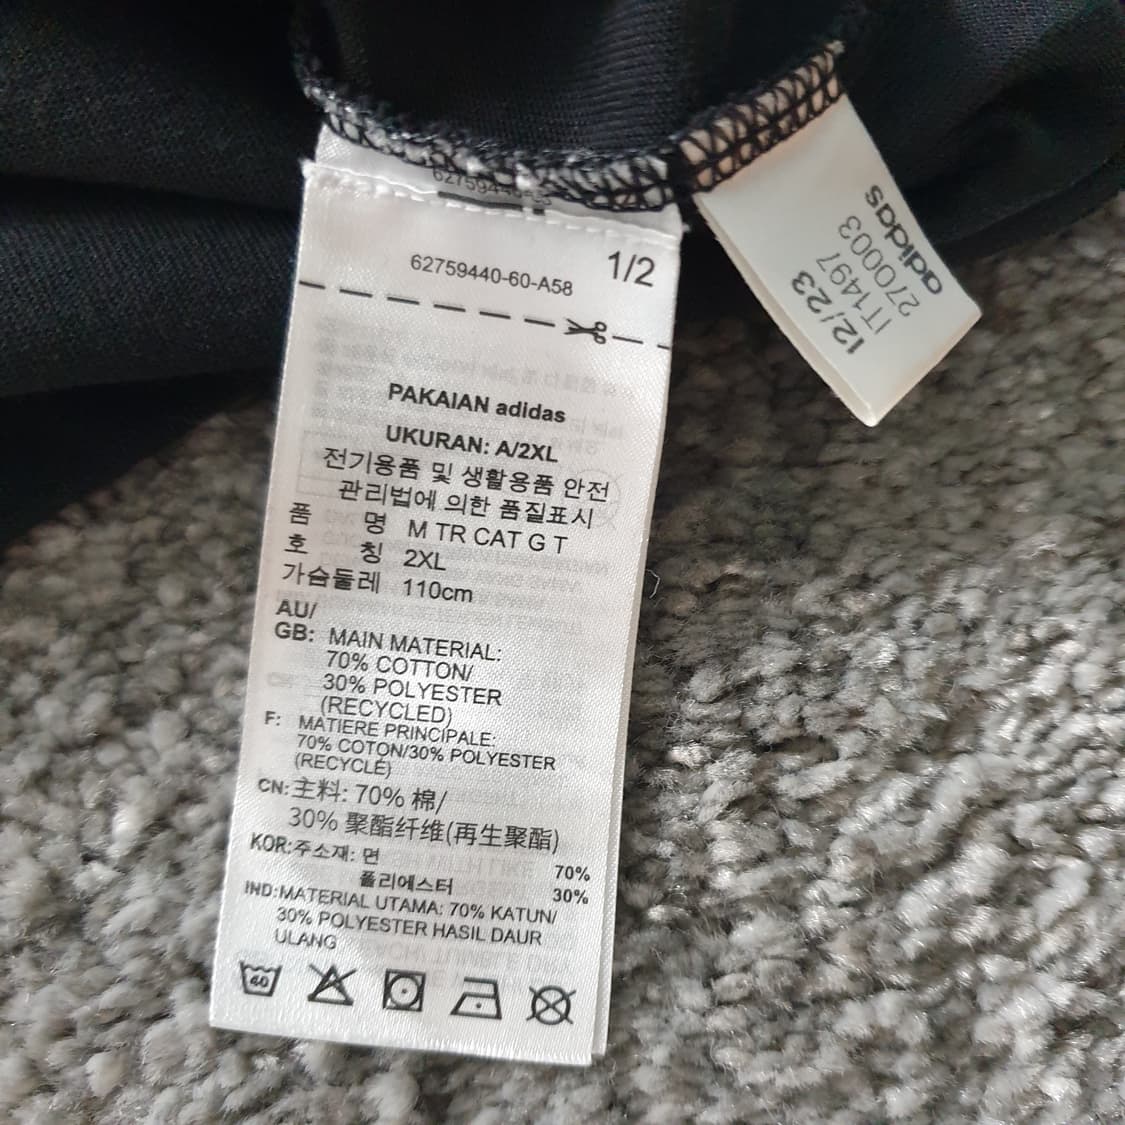 62759440-60-A58
1/2
PAKAIAN adidas
UKURAN: A/2XL
전기용품 및 생활용품 안전
관리법에 의한 품질표시
품 명 M TR CAT G T
호 칭 2XL
가슴둘레 110cm
AU/
GB: MAIN MATERIAL:
70% COTTON/
30% POLYESTER
(RECYCLED)
F: MATIERE PRINCIPALE:
70% COTON/30% POLYESTER
(RECYCLÉ)
CN: 主料: 70% 棉/
30% 聚酯纤维(再生聚酯)
KOR: 주소재: 면 70%
폴리에스터 30%
IND: MATERIAL UTAMA: 70% KATUN/
30% POLYESTER HASIL DAUR
ULANG
40
12/23
IT1497
270003
adidas